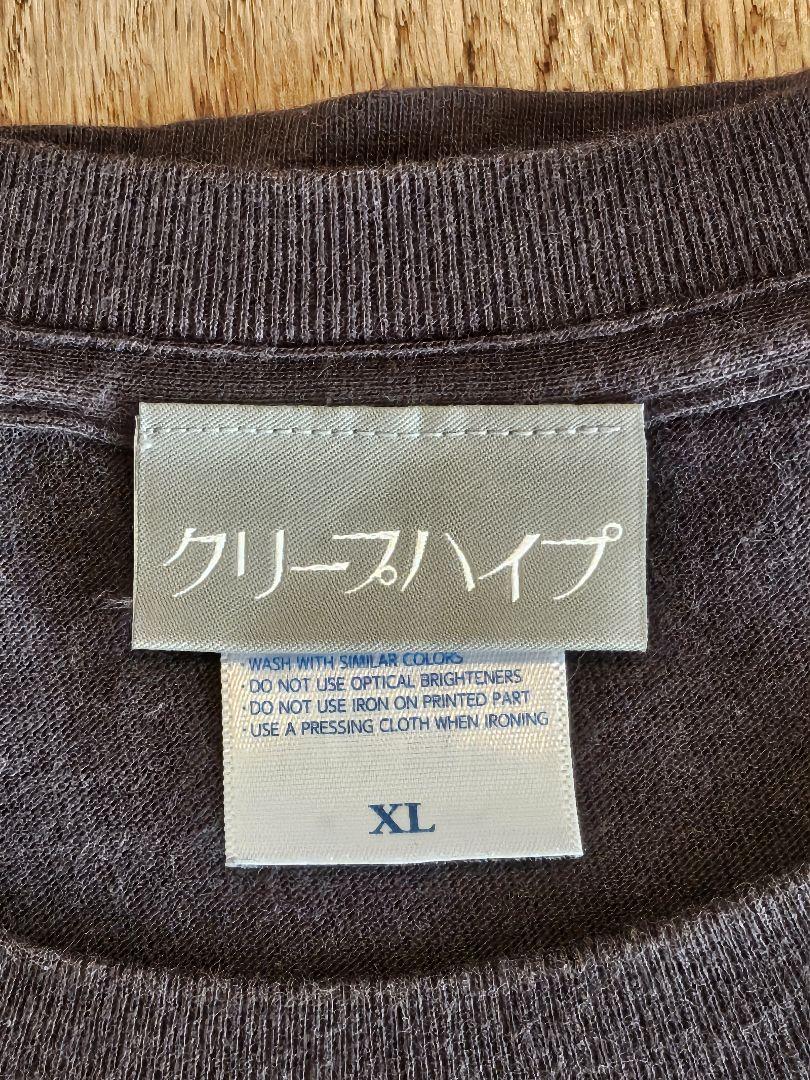 クリープハイプ
WASH WITH SIMILAR COLORS
・DO NOT USE OPTICAL BRIGHTENERS
・DO NOT USE IRON ON PRINTED PART
・USE A PRESSING CLOTH WHEN IRONING
XL